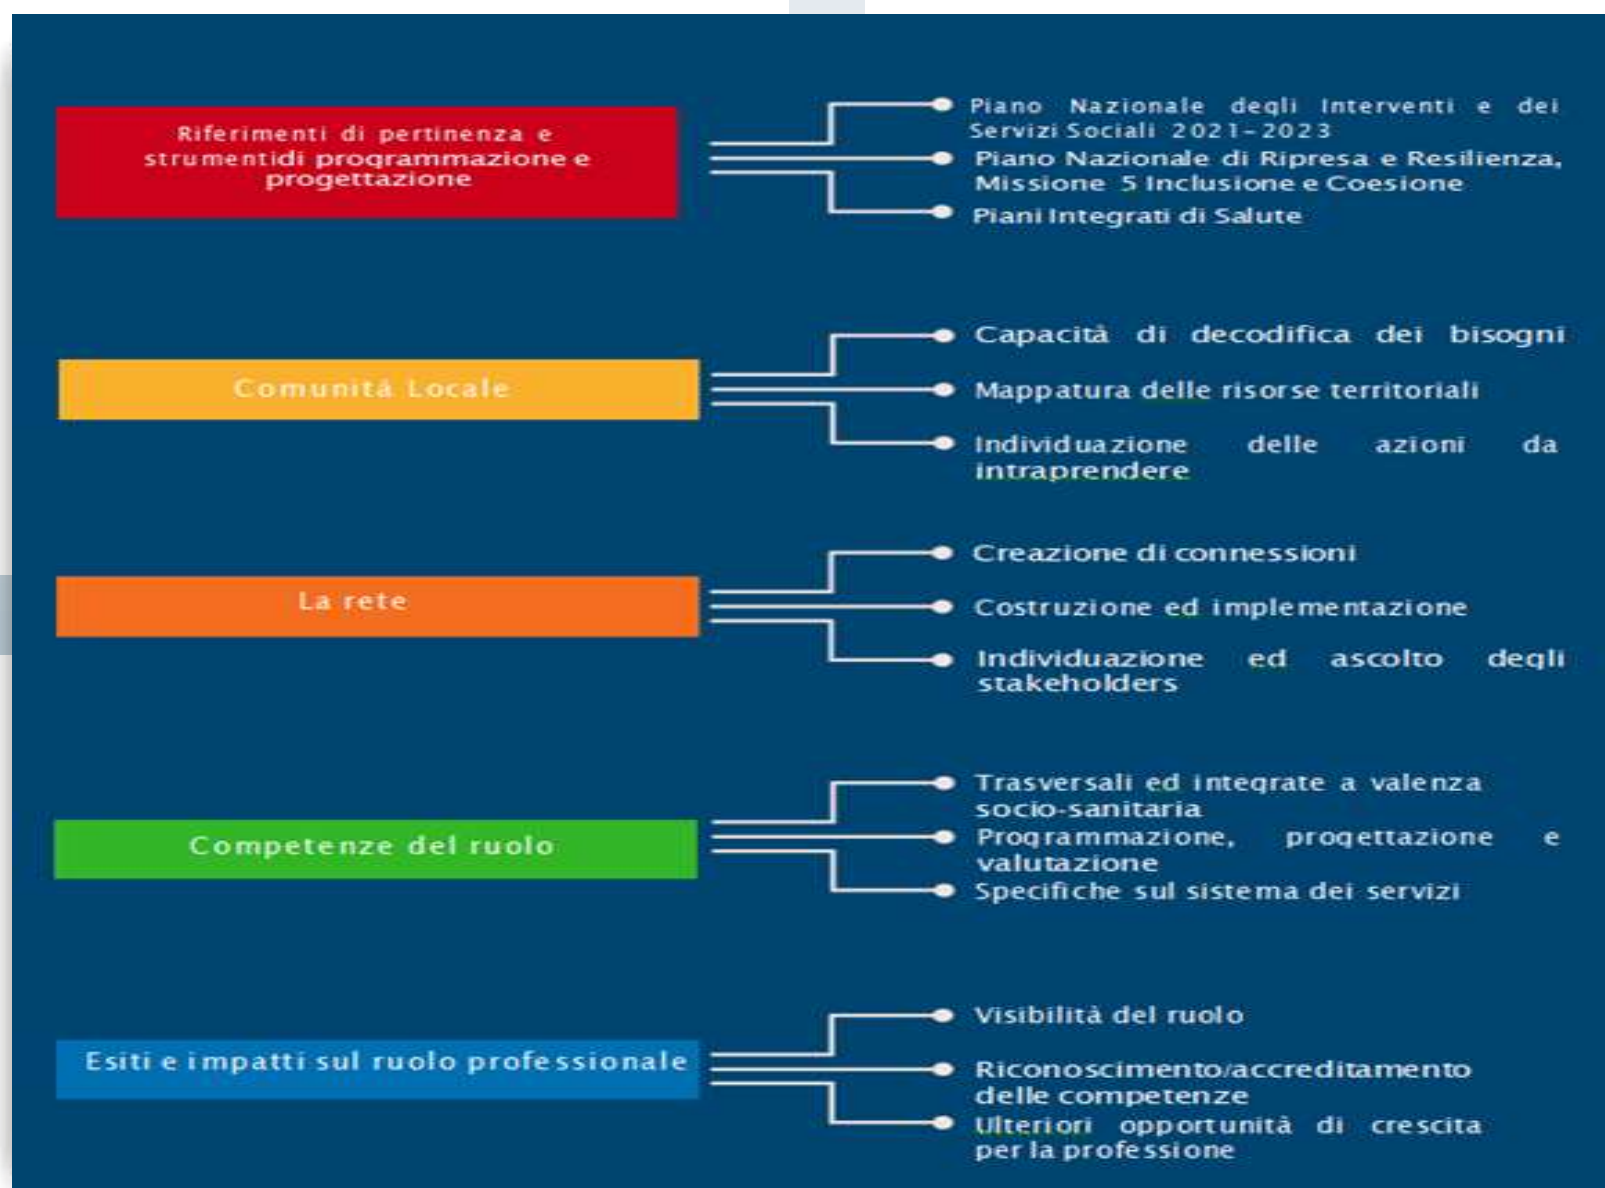 Riferimenti di pertinenza e
strumentidi programmazione e
progettazione
Piano Nazionale degli Interventi e dei
Servizi Sociali 2021-2023
Piano Nazionale di Ripresa e Resilienza,
Missione 5 Inclusione e Coesione
Piani Integrati di Salute
Comunitá Locale
Capacità di decodifica dei bisogni
Mappatura delle risorse territoriali
Individuazione delle azioni da
intraprendere
La rete
Creazione di connessioni
Costruzione ed implementazione
Individuazione ed ascolto degli
stakeholders
Competenze del ruolo
Trasversali ed integrate a valenza
socio-sanitaria
Programmazione, progettazione e
valutazione
Specifiche sul sistema dei servizi
Esiti e impatti sul ruolo professionale
Visibilità del ruolo
Riconoscimento/accreditamento
delle competenze
Ulteriori opportunità di crescita
per la professione